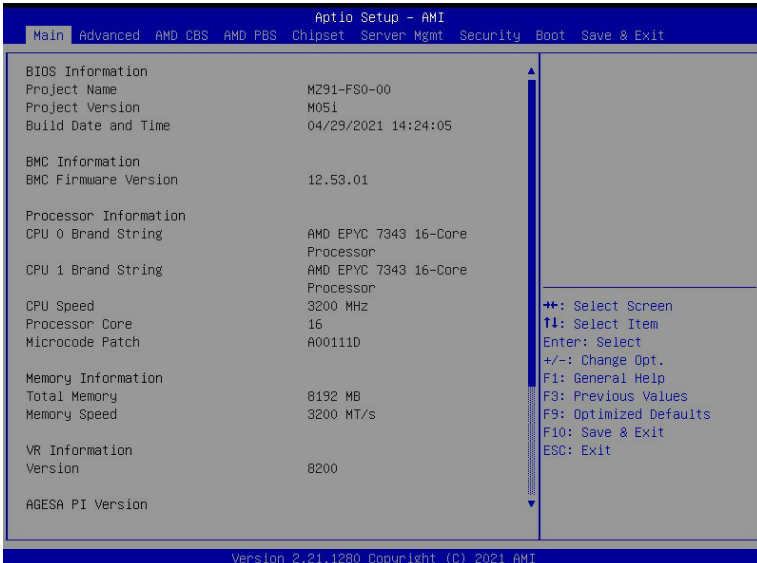 Aptio Setup – AMI
Main Advanced AMD CBS AMD PBS Chipset Server Mgmt Security Boot Save & Exit
BIOS Information
Project Name MZ91-FS0-00
Project Version M05i
Build Date and Time 04/29/2021 14:24:05
BMC Information
BMC Firmware Version 12.53.01
Processor Information
CPU 0 Brand String AMD EPYC 7343 16-Core
Processor
CPU 1 Brand String AMD EPYC 7343 16-Core
Processor
CPU Speed 3200 MHz
Processor Core 16
Microcode Patch A00111D
Memory Information
Total Memory 8192 MB
Memory Speed 3200 MT/s
VR Information
Version 8200
AGESA PI Version
→←: Select Screen
↑↓: Select Item
Enter: Select
+/-: Change Opt.
F1: General Help
F3: Previous Values
F9: Optimized Defaults
F10: Save & Exit
ESC: Exit
Version 2.21.1280 Copyright (C) 2021 AMI